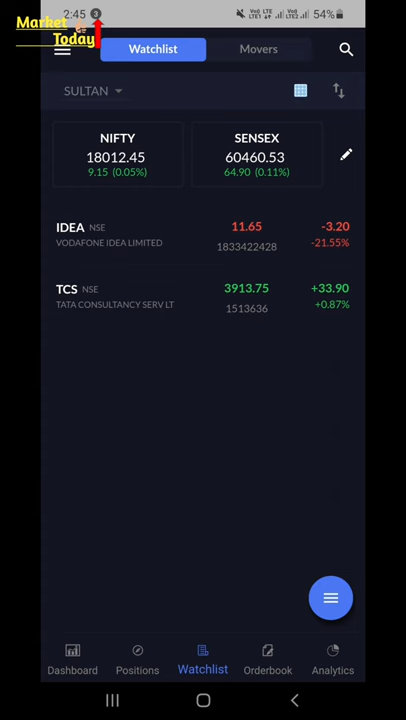 Market
Today
2:45 3 54%
Watchlist Movers
SULTAN
NIFTY SENSEX
18012.45 60460.53
9.15 (0.05%) 64.90 (0.11%)
IDEA NSE 11.65 -3.20
VODAFONE IDEA LIMITED 1833422428 -21.55%
TCS NSE 3913.75 +33.90
TATA CONSULTANCY SERV LT 1513636 +0.87%
Dashboard Positions Watchlist Orderbook Analytics